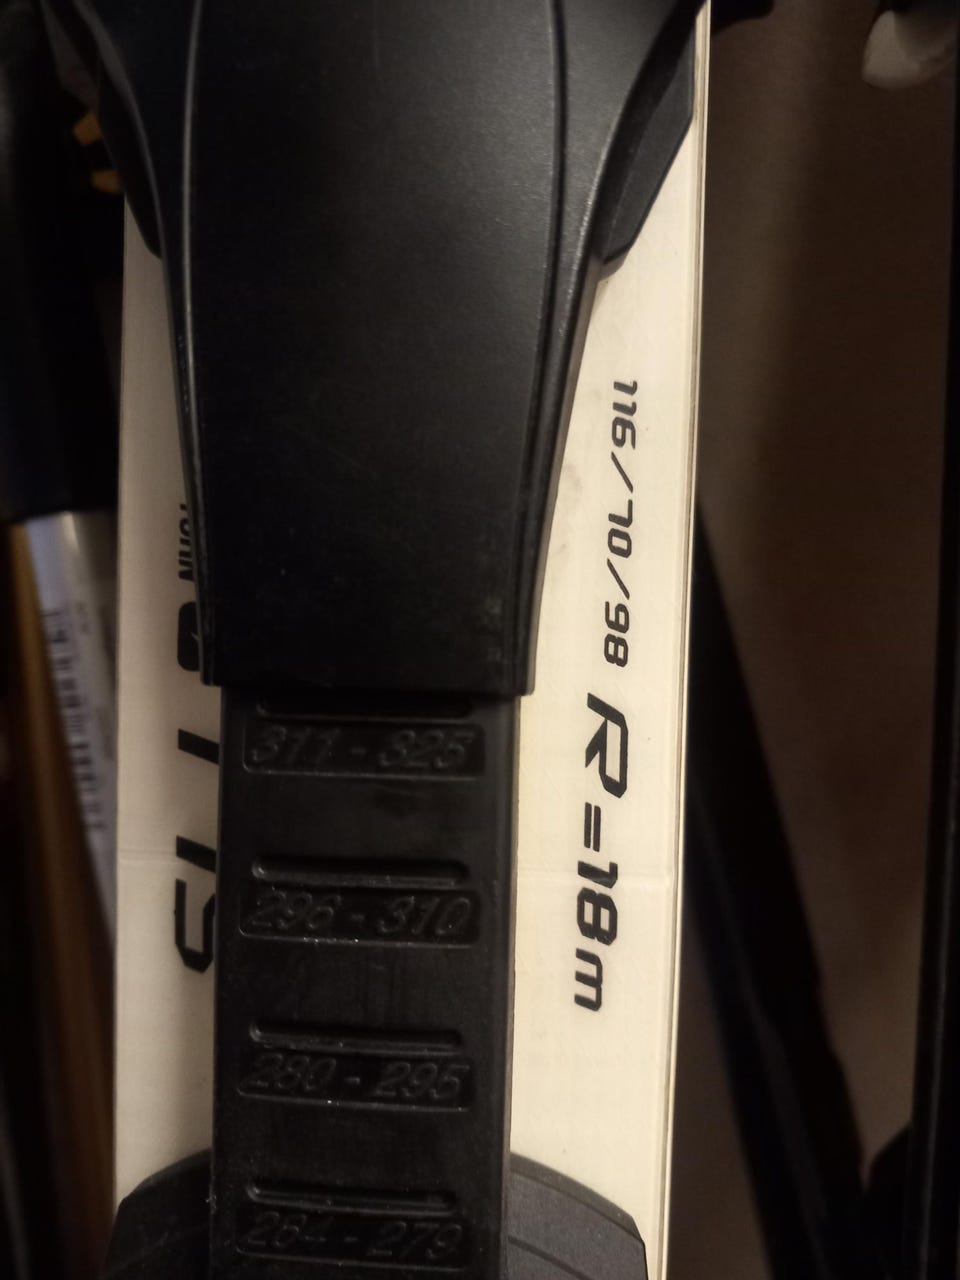 116/70/98 R=18m
311 - 325
296 - 310
280 - 295
264 - 279